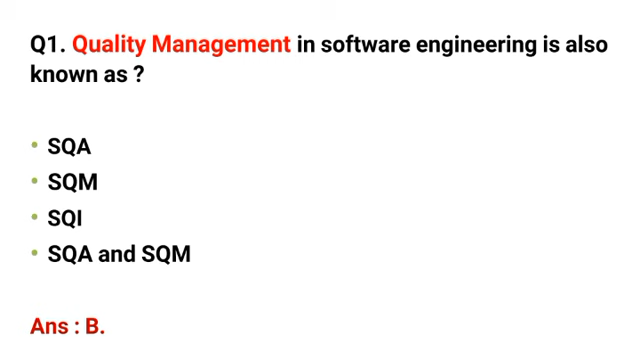 Q1. Quality Management in software engineering is also
known as ?
• SQA
• SQM
• SQI
• SQA and SQM
Ans : B.